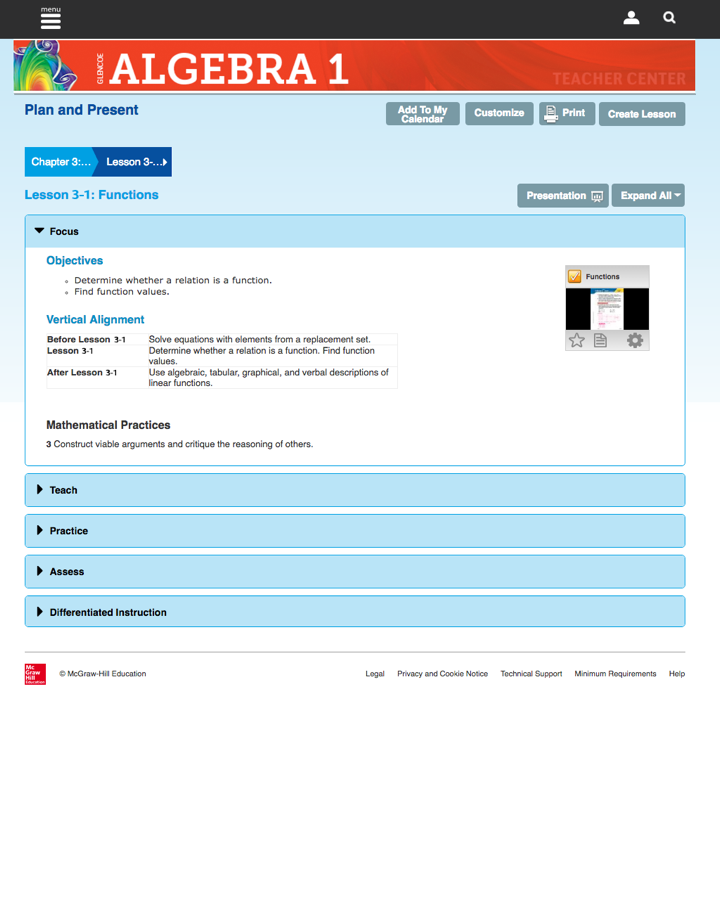 menu
GLENCOE
ALGEBRA 1
TEACHER CENTER
Plan and Present
Add To My
Calendar
Customize
Print
Create Lesson
Chapter 3:...
Lesson 3-...
Lesson 3-1: Functions
Presentation
Expand All
Focus
Objectives
Determine whether a relation is a function.
Find function values.
Functions
Vertical Alignment
Before Lesson 3-1 Solve equations with elements from a replacement set.
Lesson 3-1 Determine whether a relation is a function. Find function
values.
After Lesson 3-1 Use algebraic, tabular, graphical, and verbal descriptions of
linear functions.
Mathematical Practices
3 Construct viable arguments and critique the reasoning of others.
Teach
Practice
Assess
Differentiated Instruction
Mc
Graw
Hill
Education
© McGraw-Hill Education
Legal Privacy and Cookie Notice Technical Support Minimum Requirements Help